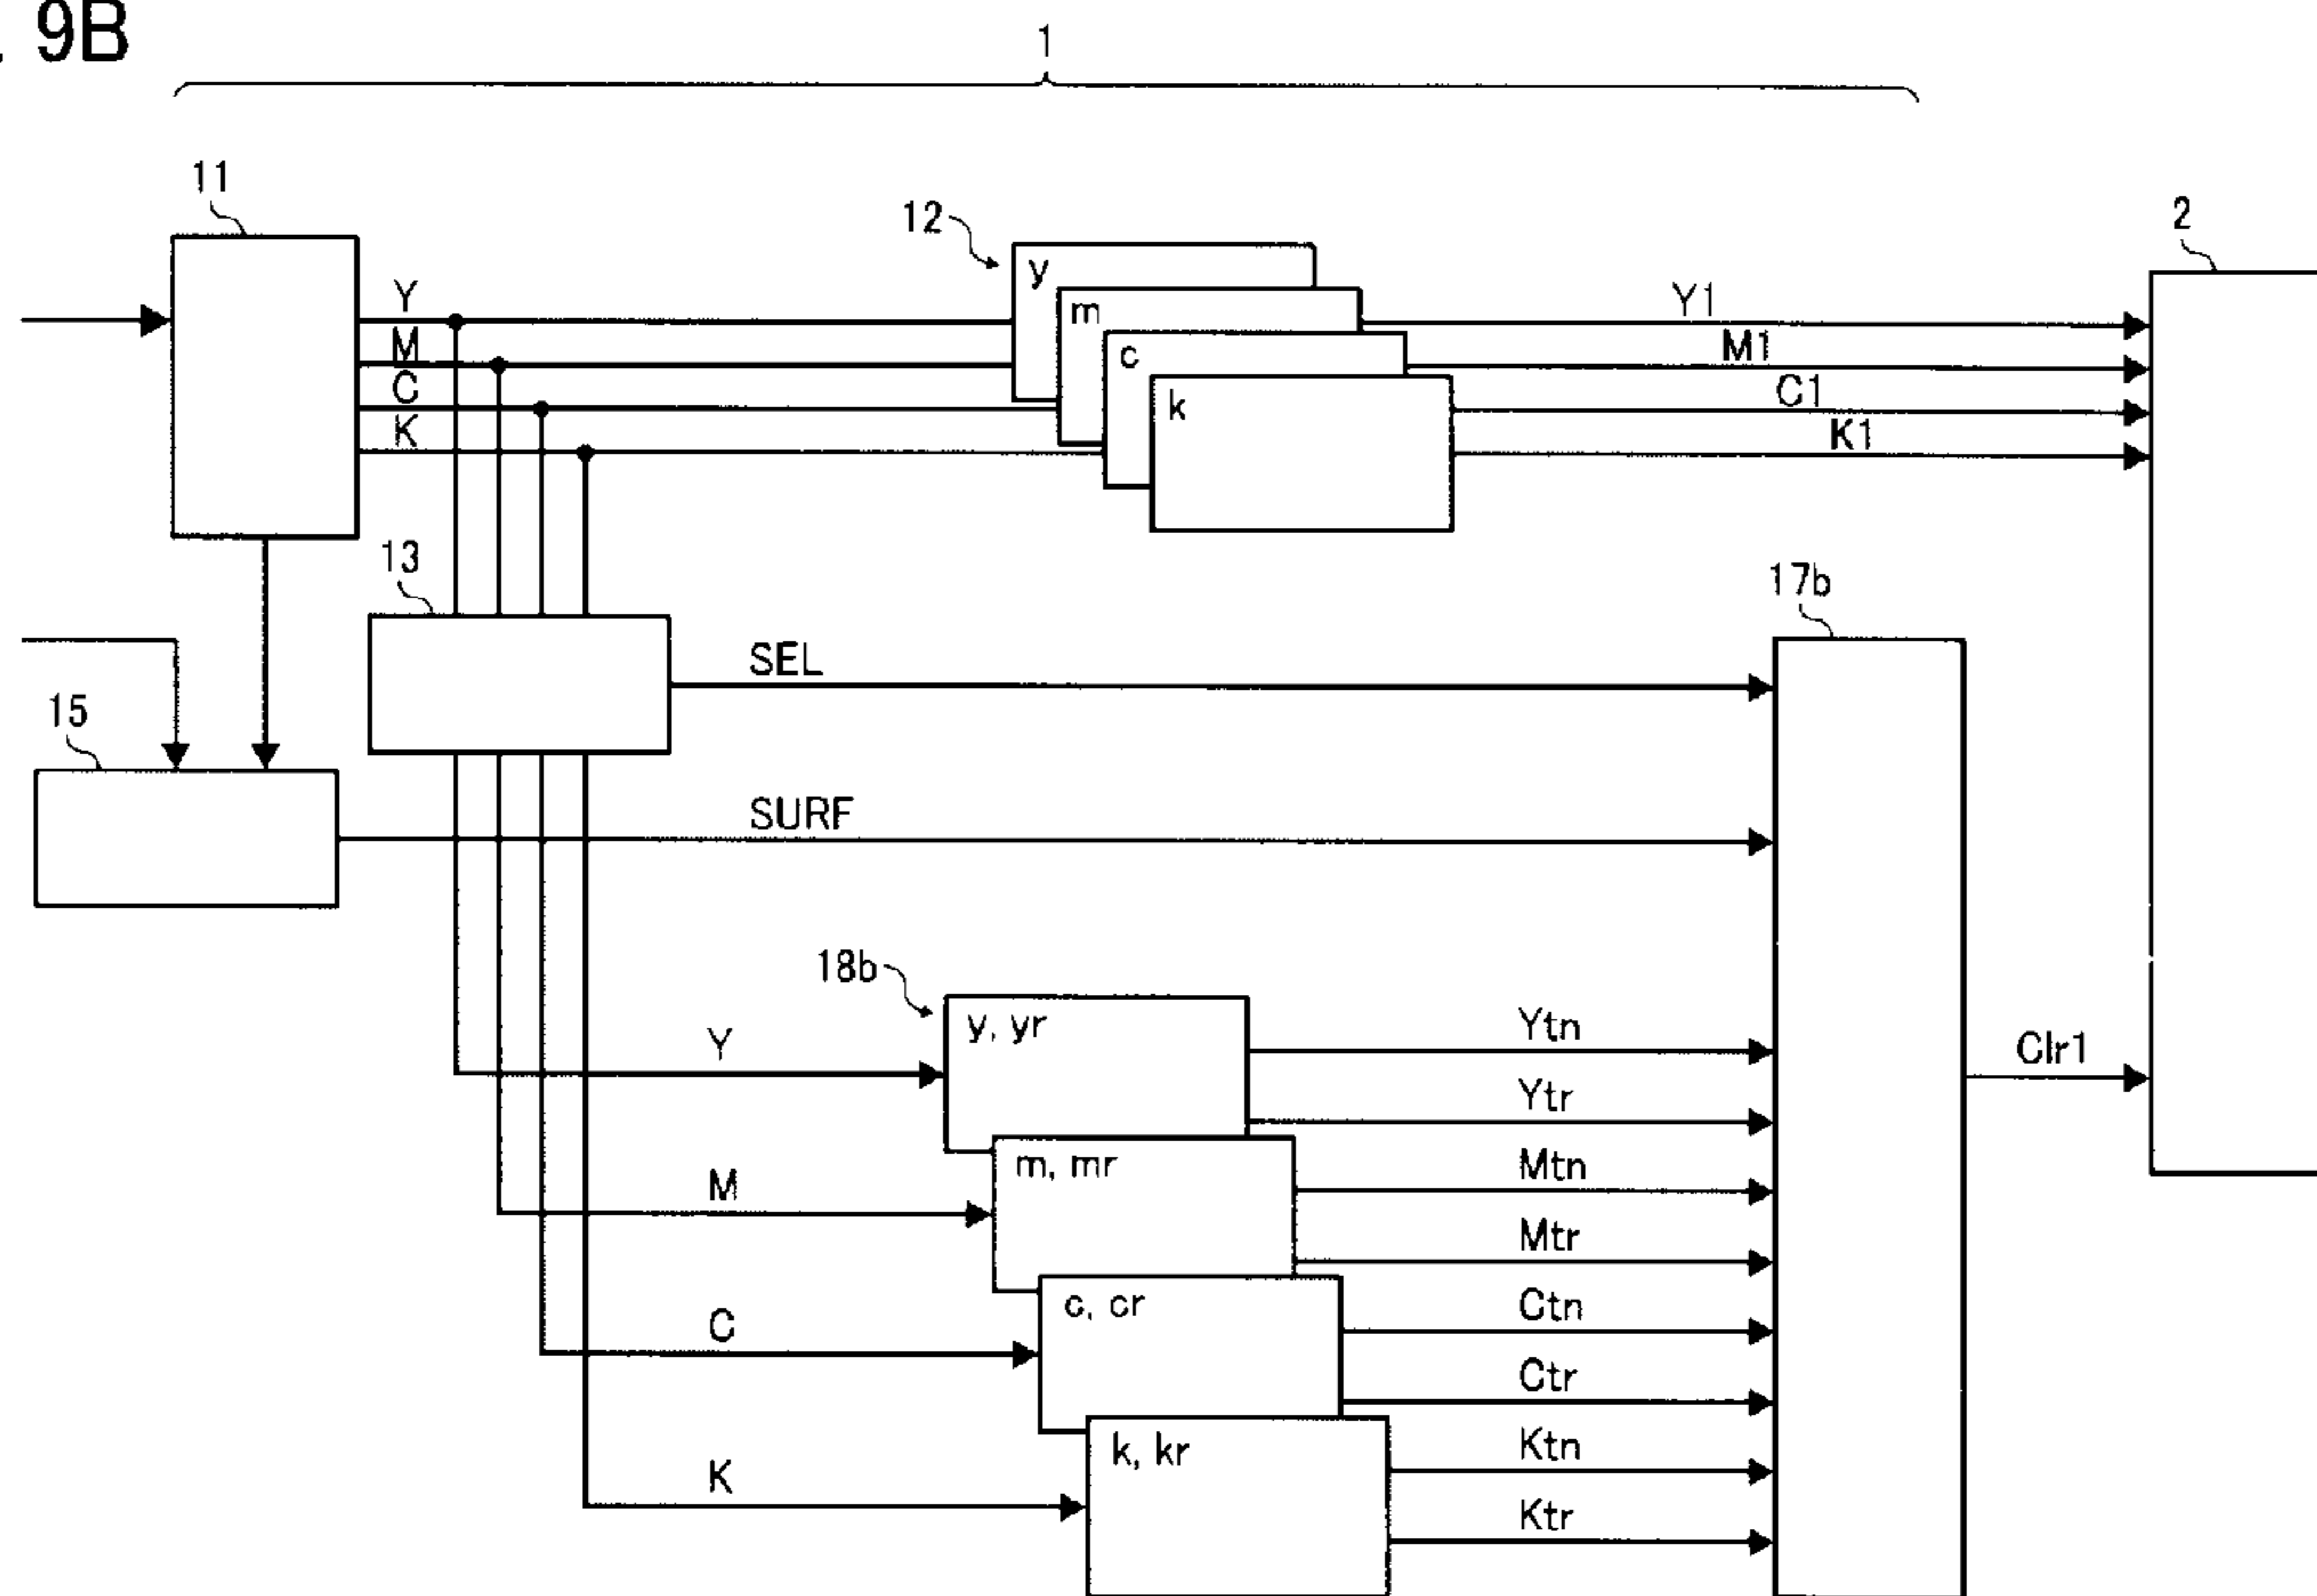 . 9B
1
11
12
2
y
Y
Y1
m
M
M1
c
C
C1
k
K
K1
13
17b
SEL
15
SURF
18b
y, yr
Ytn
Y
Clr1
Ytr
m, mr
Mtn
M
Mtr
c, cr
Ctn
C
Ctr
k, kr
Ktn
K
Ktr